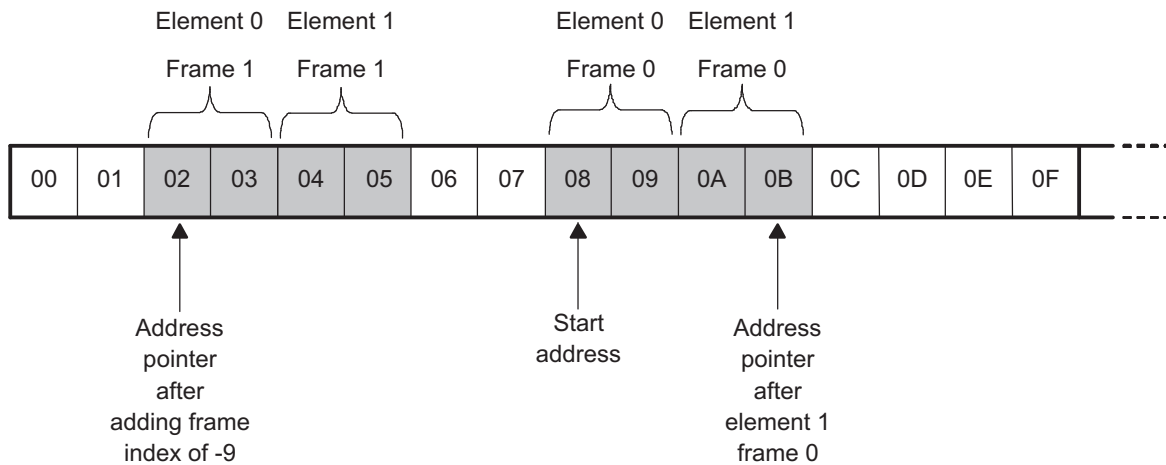 Element 0 Element 1 Element 0 Element 1
Frame 1 Frame 1 Frame 0 Frame 0
00 01 02 03 04 05 06 07 08 09 0A 0B 0C 0D 0E 0F
Address
pointer
after
adding frame
index of -9
Start
address
Address
pointer
after
element 1
frame 0